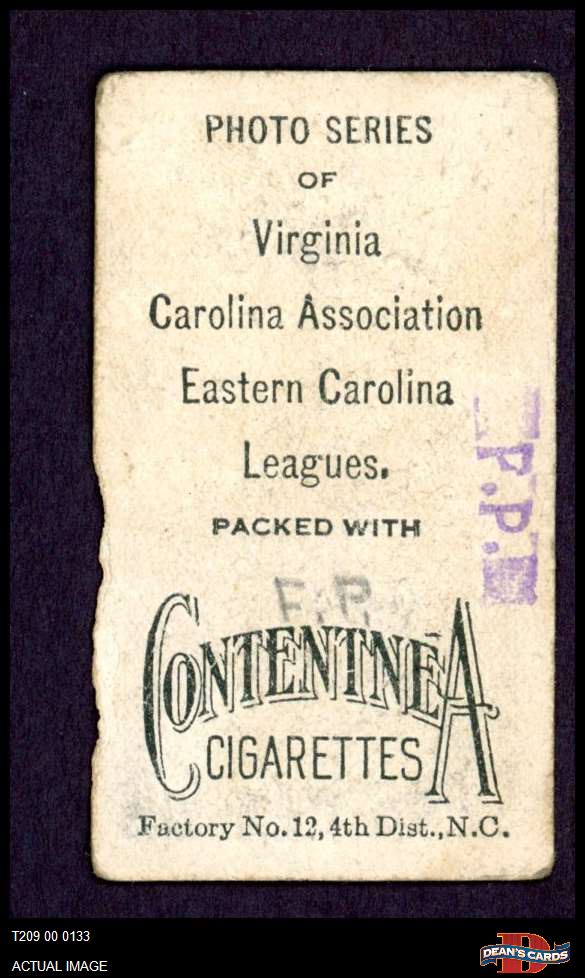 PHOTO SERIES
OF
Virginia
Carolina Association
Eastern Carolina
Leagues.
PACKED WITH
F.P.
CONTENTNEA
CIGARETTES
Factory No. 12, 4th Dist., N.C.
P.P.
T209 00 0133
ACTUAL IMAGE
DEAN'S CARDS